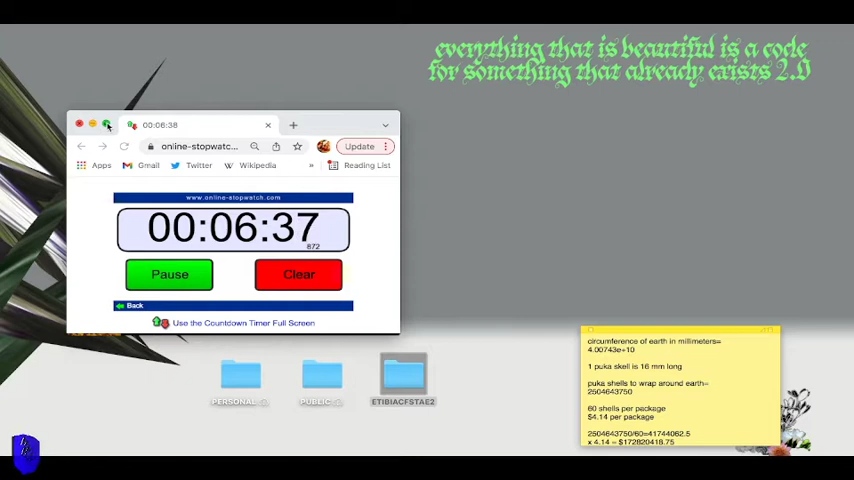 everything that is beautiful is a code
for something that already exists 2.0
00:06:38
online-stopwatc...
Update
Apps
Gmail
Twitter
Wikipedia
»
Reading List
www.online-stopwatch.com
00:06:37
672
Pause
Clear
Back
Use the Countdown Timer Full Screen
circumference of earth in millimeters=
4.00743e+10
1 puka skell is 16 mm long
puka shells to wrap around earth=
2504643750
60 shells per package
$4.14 per package
2504643750/60=41744062.5
x 4.14 = $172820418.75
PERSONAL
PUBLIC
ETIBIACFSTAE2